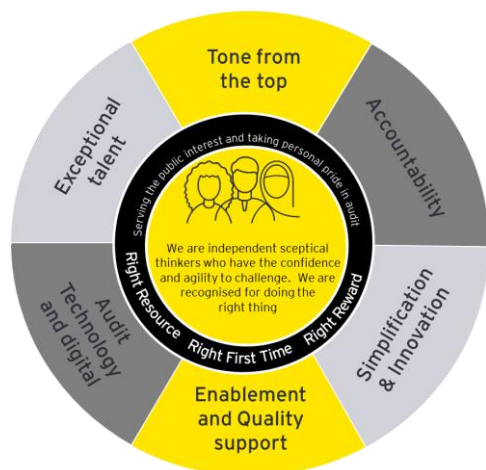 Tone from
the top
Accountability
Simplification
& Innovation
Enablement
and Quality
support
Audit
Technology
and digital
Exceptional
talent
Serving the public interest and taking personal pride in audit
We are independent sceptical
thinkers who have the confidence
and agility to challenge. We are
recognised for doing the
right thing
Right Resource
Right First Time
Right Reward